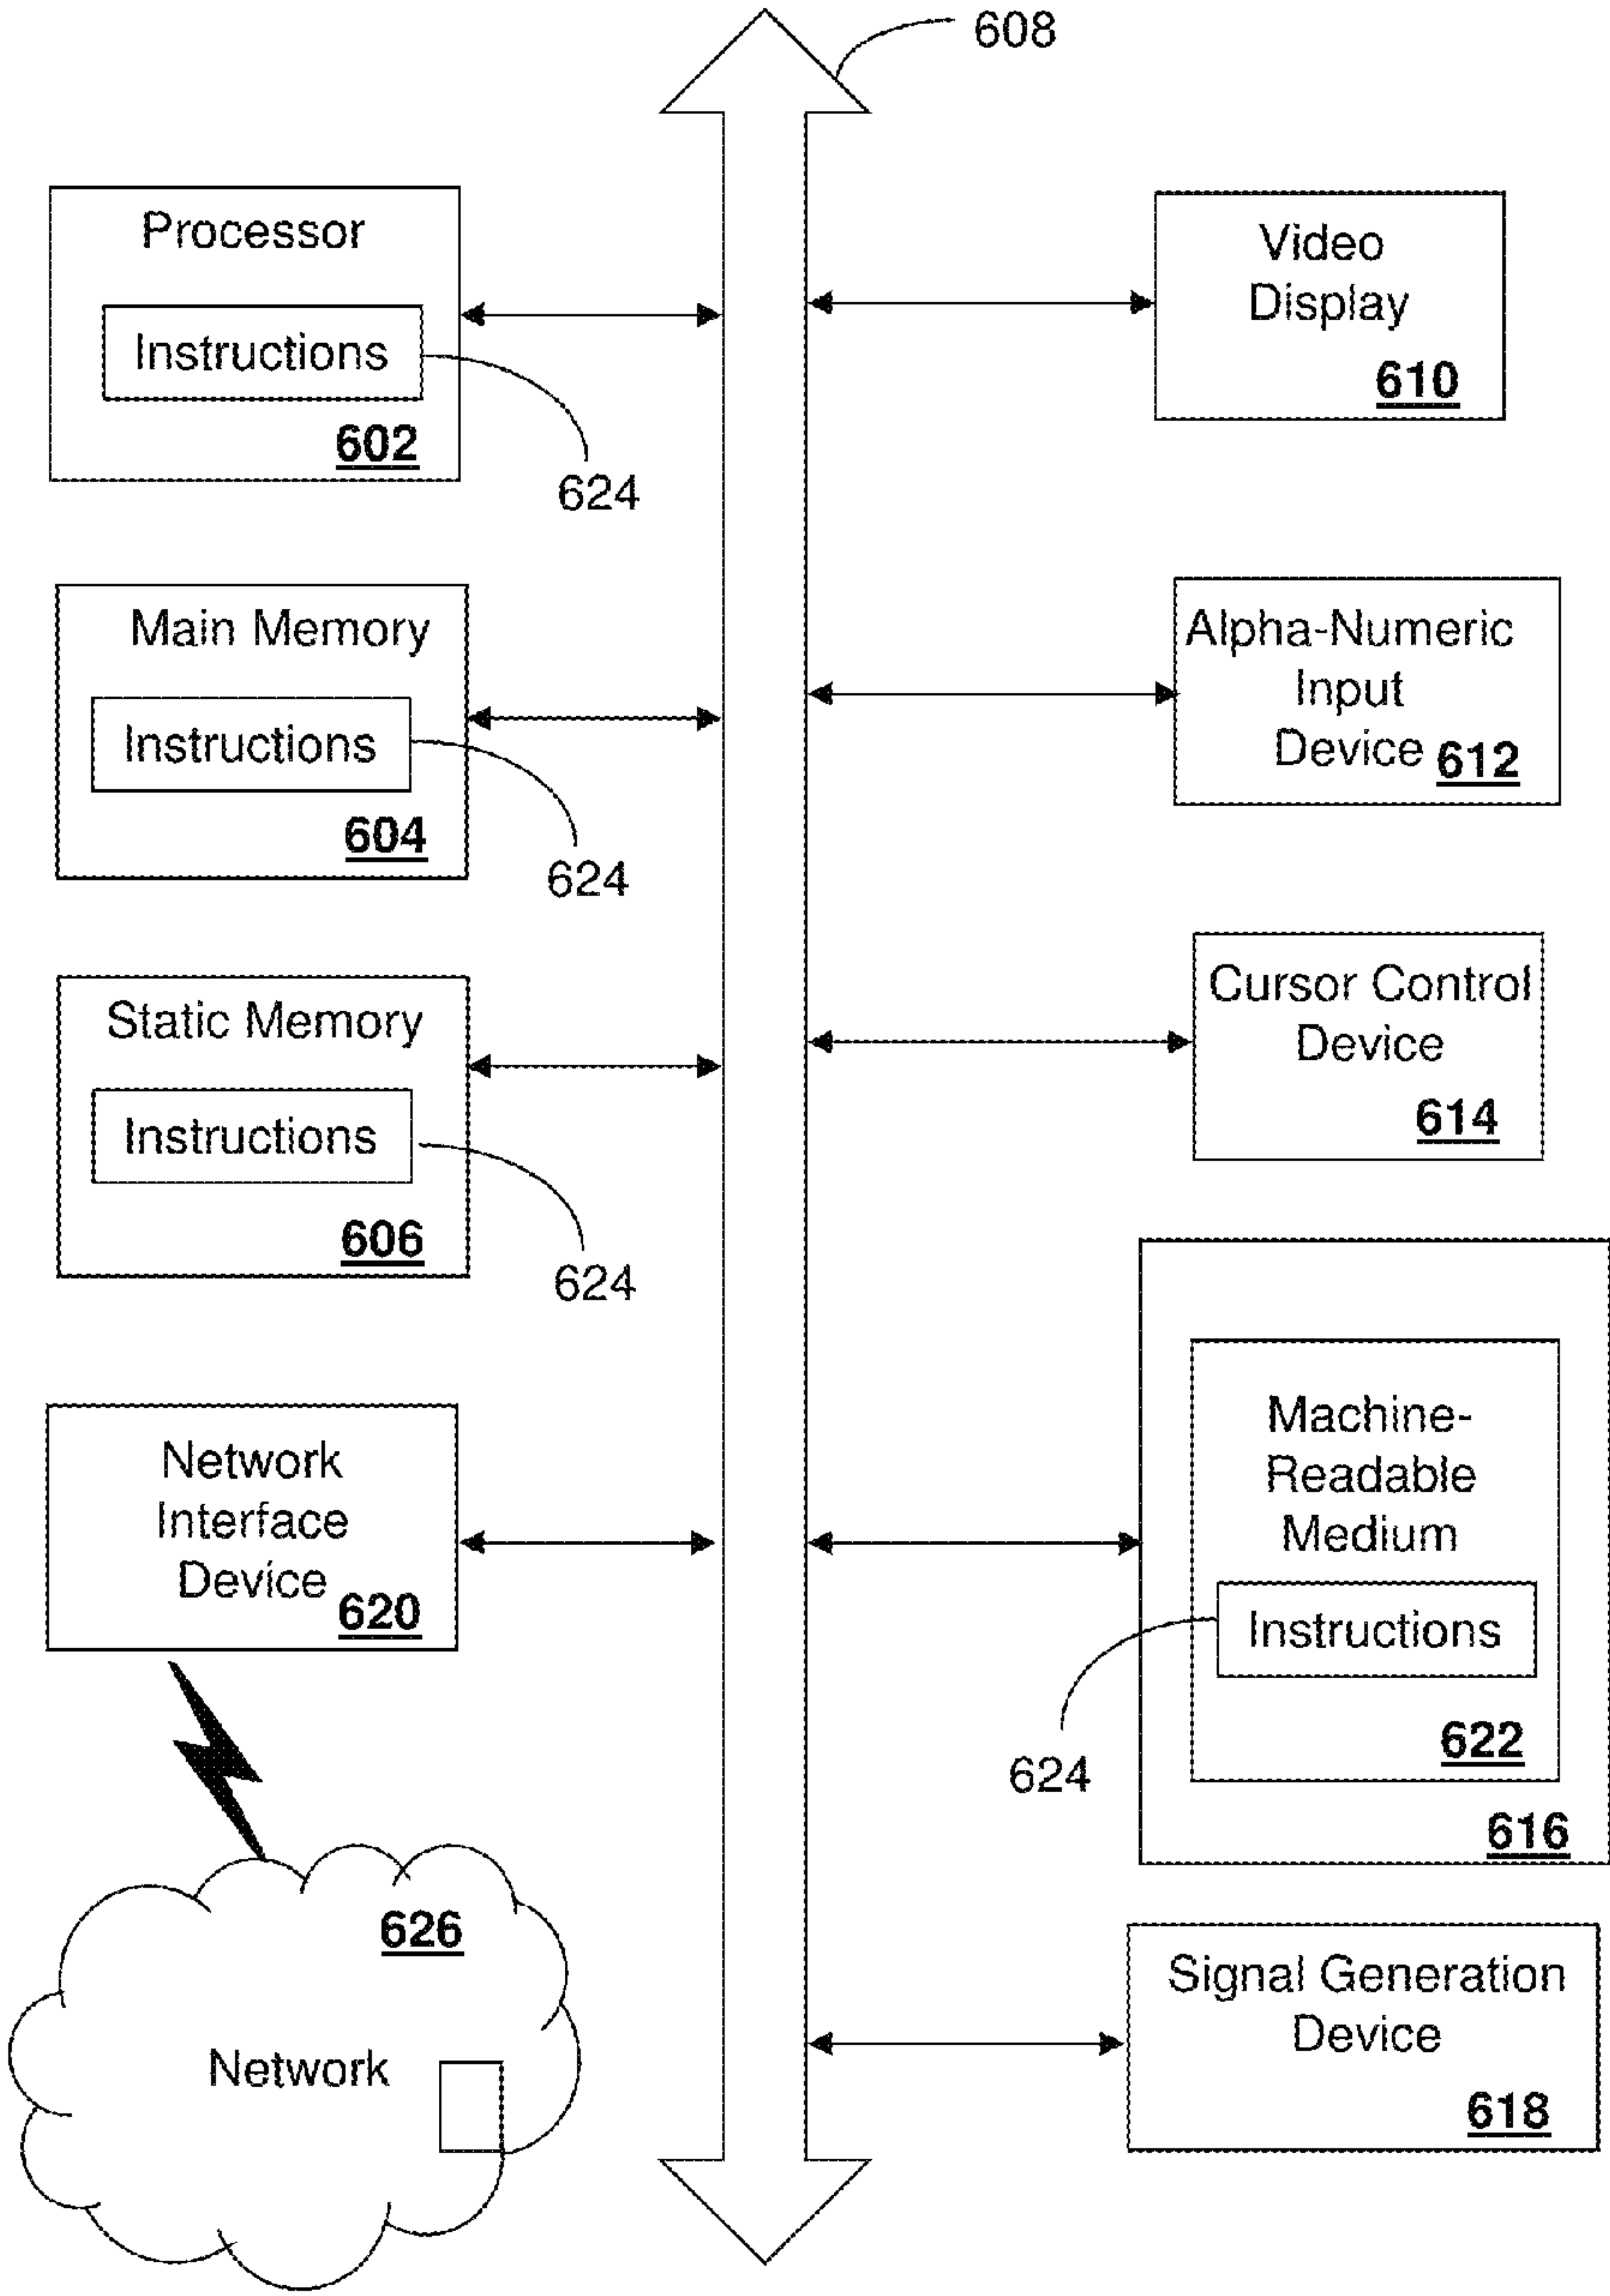 608
Processor
Instructions
602
624
Main Memory
Instructions
604
624
Static Memory
Instructions
606
624
Network
Interface
Device
620
626
Network
Video
Display
610
Alpha-Numeric
Input
Device
612
Cursor Control
Device
614
Machine-
Readable
Medium
Instructions
624
622
616
Signal Generation
Device
618